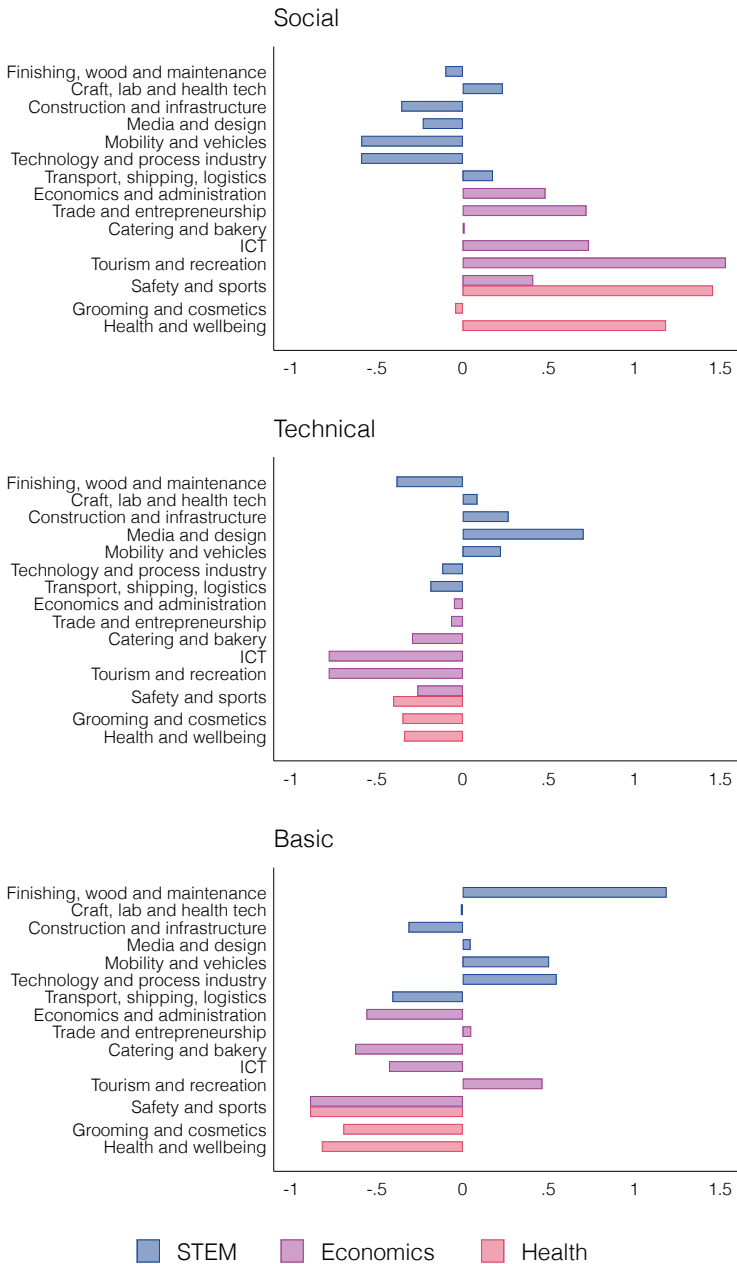 Social
Finishing, wood and maintenance
Craft, lab and health tech
Construction and infrastructure
Media and design
Mobility and vehicles
Technology and process industry
Transport, shipping, logistics
Economics and administration
Trade and entrepreneurship
Catering and bakery
ICT
Tourism and recreation
Safety and sports
Grooming and cosmetics
Health and wellbeing
-1 -.5 0 .5 1 1.5
Technical
Finishing, wood and maintenance
Craft, lab and health tech
Construction and infrastructure
Media and design
Mobility and vehicles
Technology and process industry
Transport, shipping, logistics
Economics and administration
Trade and entrepreneurship
Catering and bakery
ICT
Tourism and recreation
Safety and sports
Grooming and cosmetics
Health and wellbeing
-1 -.5 0 .5 1 1.5
Basic
Finishing, wood and maintenance
Craft, lab and health tech
Construction and infrastructure
Media and design
Mobility and vehicles
Technology and process industry
Transport, shipping, logistics
Economics and administration
Trade and entrepreneurship
Catering and bakery
ICT
Tourism and recreation
Safety and sports
Grooming and cosmetics
Health and wellbeing
-1 -.5 0 .5 1 1.5
STEM Economics Health